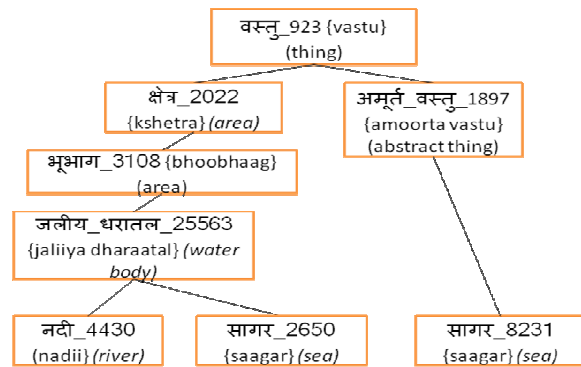 वस्तु_923 {vastu}
(thing)
क्षेत्र_2022
{kshetra} (area)
अमूर्त_वस्तु_1897
{amoorta vastu}
(abstract thing)
भूभाग_3108 {bhoobhaag}
(area)
जलीय_धरातल_25563
{jaliiya dharaatal} (water
body)
नदी_4430
(nadii} (river)
सागर_2650
{saagar} (sea)
सागर_8231
{saagar} (sea)